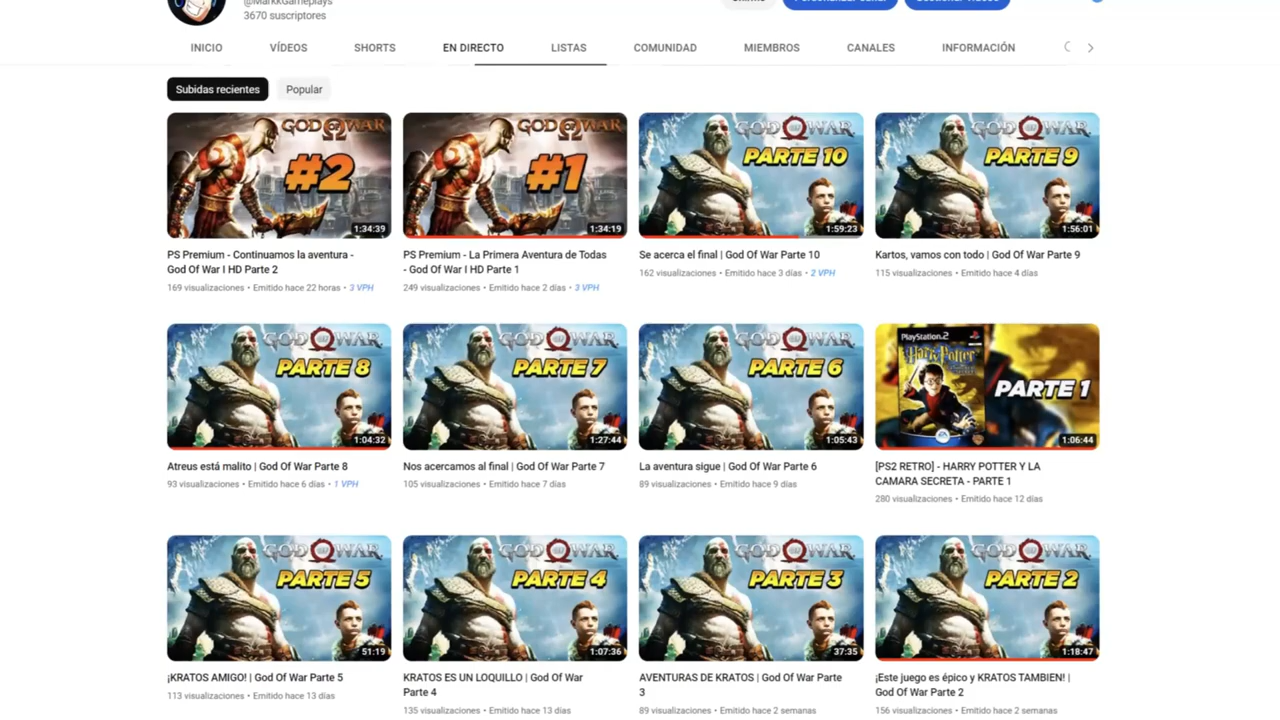 @MarkkGameplays
3670 suscriptores
INICIO VÍDEOS SHORTS EN DIRECTO LISTAS COMUNIDAD MIEMBROS CANALES INFORMACIÓN
Subidas recientes Popular
GOD OF WAR
#2
1:34:39
PS Premium - Continuamos la aventura -
God Of War I HD Parte 2
169 visualizaciones • Emitido hace 22 horas • 3 VPH
GOD OF WAR
#1
1:34:19
PS Premium - La Primera Aventura de Todas
- God Of War I HD Parte 1
249 visualizaciones • Emitido hace 2 días • 3 VPH
GOD OF WAR
PARTE 10
1:59:23
Se acerca el final | God Of War Parte 10
162 visualizaciones • Emitido hace 3 días • 2 VPH
GOD OF WAR
PARTE 9
1:56:01
Kartos, vamos con todo | God Of War Parte 9
115 visualizaciones • Emitido hace 4 días
GOD OF WAR
PARTE 8
1:04:32
Atreus está malito | God Of War Parte 8
93 visualizaciones • Emitido hace 6 días • 1 VPH
GOD OF WAR
PARTE 7
1:27:44
Nos acercamos al final | God Of War Parte 7
105 visualizaciones • Emitido hace 7 días
GOD OF WAR
PARTE 6
1:05:43
La aventura sigue | God Of War Parte 6
89 visualizaciones • Emitido hace 9 días
PlayStation.2
Harry Potter
PARTE 1
1:06:44
[PS2 RETRO] - HARRY POTTER Y LA
CAMARA SECRETA - PARTE 1
280 visualizaciones • Emitido hace 12 días
GOD OF WAR
PARTE 5
51:19
¡KRATOS AMIGO! | God Of War Parte 5
113 visualizaciones • Emitido hace 13 días
GOD OF WAR
PARTE 4
1:07:36
KRATOS ES UN LOQUILLO | God Of War
Parte 4
135 visualizaciones • Emitido hace 13 días
GOD OF WAR
PARTE 3
37:35
AVENTURAS DE KRATOS | God Of War Parte
3
89 visualizaciones • Emitido hace 2 semanas
GOD OF WAR
PARTE 2
1:18:47
¡Este juego es épico y KRATOS TAMBIEN! |
God Of War Parte 2
156 visualizaciones • Emitido hace 2 semanas